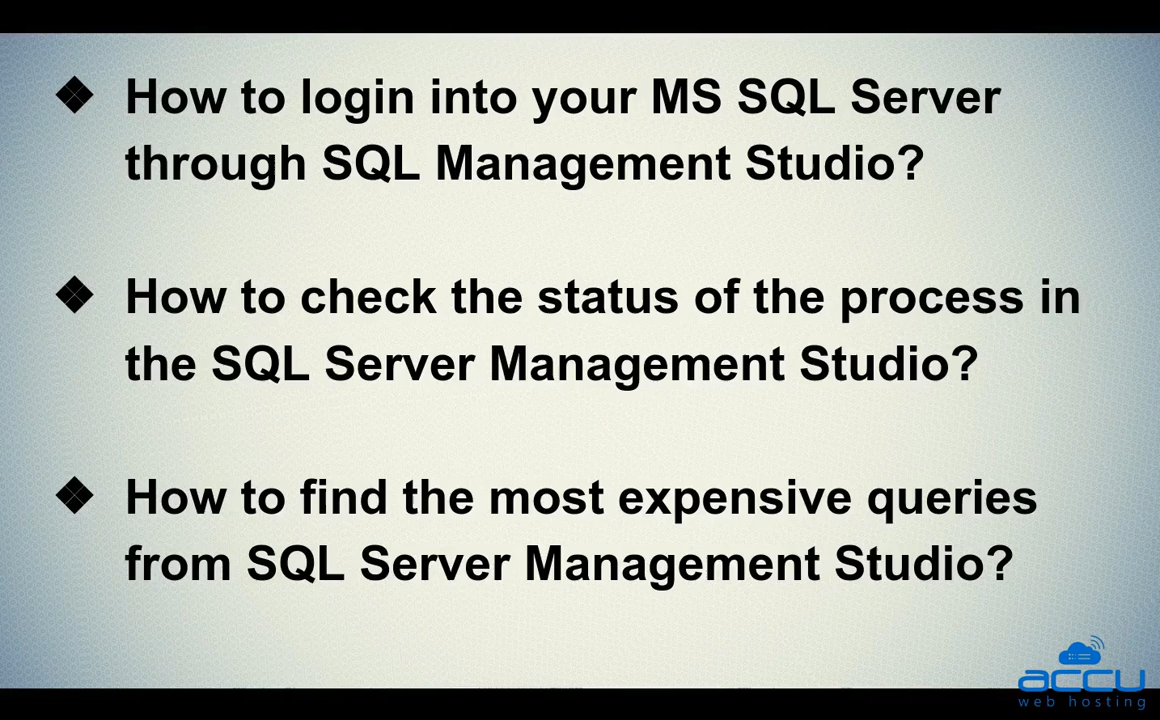 ❖ How to login into your MS SQL Server
through SQL Management Studio?
❖ How to check the status of the process in
the SQL Server Management Studio?
❖ How to find the most expensive queries
from SQL Server Management Studio?
accu
web hosting